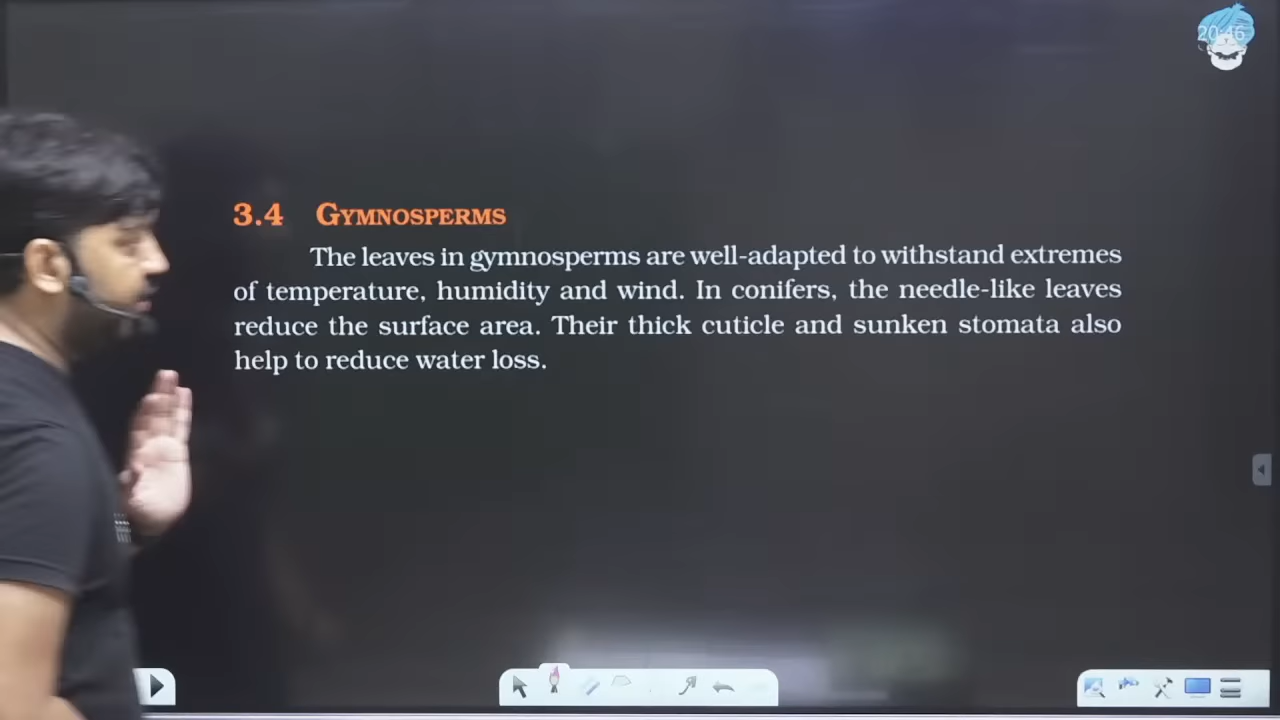 20:46
3.4 GYMNOSPERMS
The leaves in gymnosperms are well-adapted to withstand extremes
of temperature, humidity and wind. In conifers, the needle-like leaves
reduce the surface area. Their thick cuticle and sunken stomata also
help to reduce water loss.